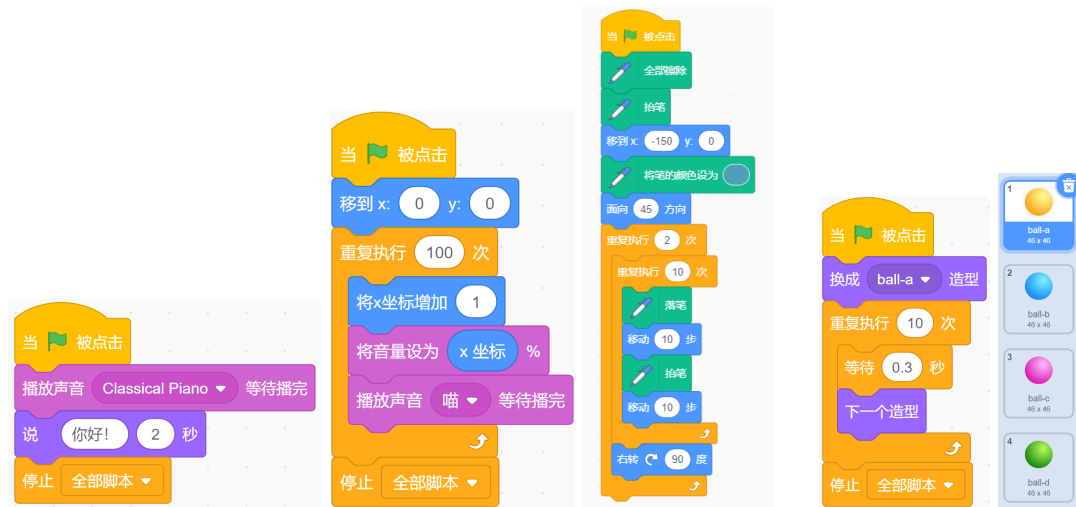 当 被点击
播放声音 Classical Piano 等待播完
说 你好！ 2 秒
停止 全部脚本
当 被点击
移到 x: 0 y: 0
重复执行 100 次
将x坐标增加 1
将音量设为 x 坐标 %
播放声音 喵 等待播完
停止 全部脚本
当 被点击
全部擦除
抬笔
移到 x: -150 y: 0
将笔的颜色设为
面向 45 方向
重复执行 2 次
重复执行 10 次
落笔
移动 10 步
抬笔
移动 10 步
右转 90 度
当 被点击
换成 ball-a 造型
重复执行 10 次
等待 0.3 秒
下一个造型
停止 全部脚本
1
ball-a
46 x 46
2
ball-b
46 x 46
3
ball-c
46 x 46
4
ball-d
46 x 46